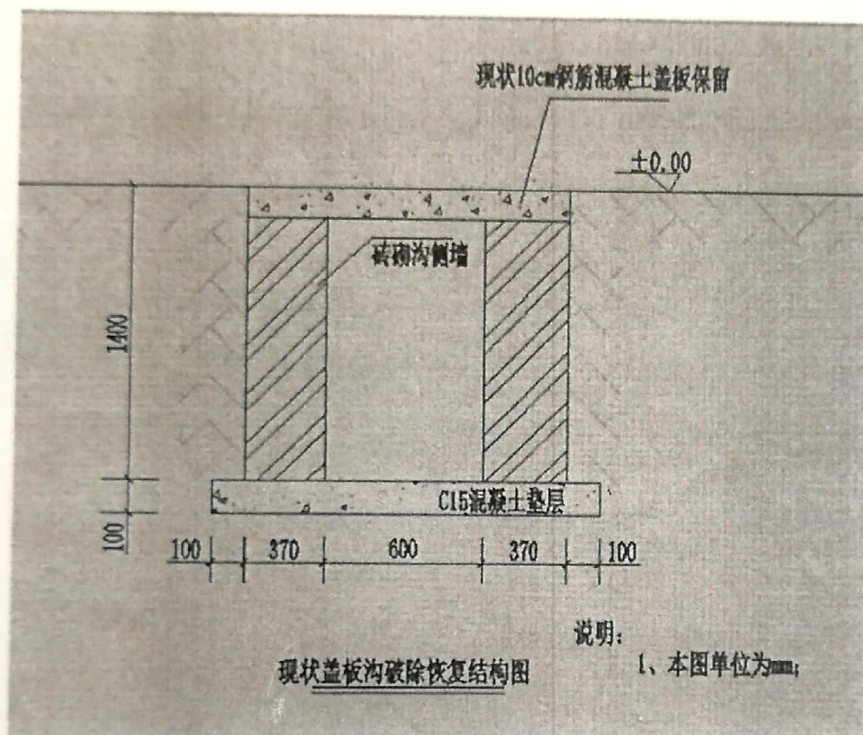 现状10cm钢筋混凝土盖板保留
±0.00
砖砌沟侧墙
1400
C15混凝土垫层
100
100 370 600 370 100
说明:
1、本图单位为mm;
现状盖板沟破除恢复结构图